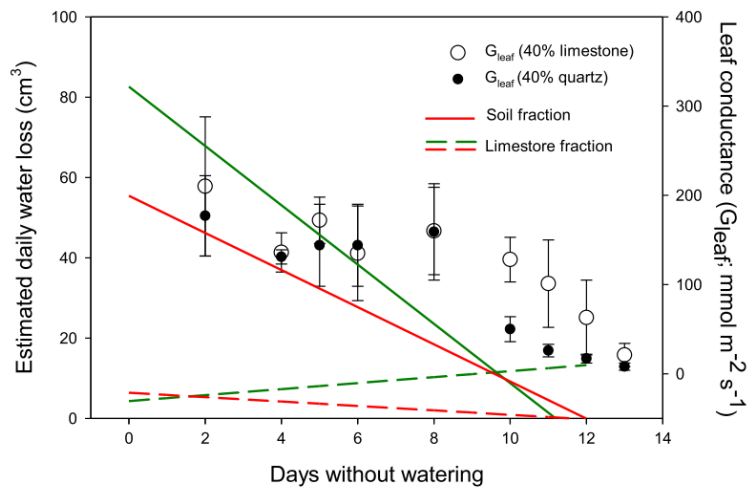 100
80
60
40
20
0
Estimated daily water loss (cm³)
0 2 4 6 8 10 12 14
Days without watering
400
300
200
100
0
Leaf conductance (Gleaf; mmol m⁻² s⁻¹)
Gleaf (40% limestone)
Gleaf (40% quartz)
Soil fraction
Limestore fraction